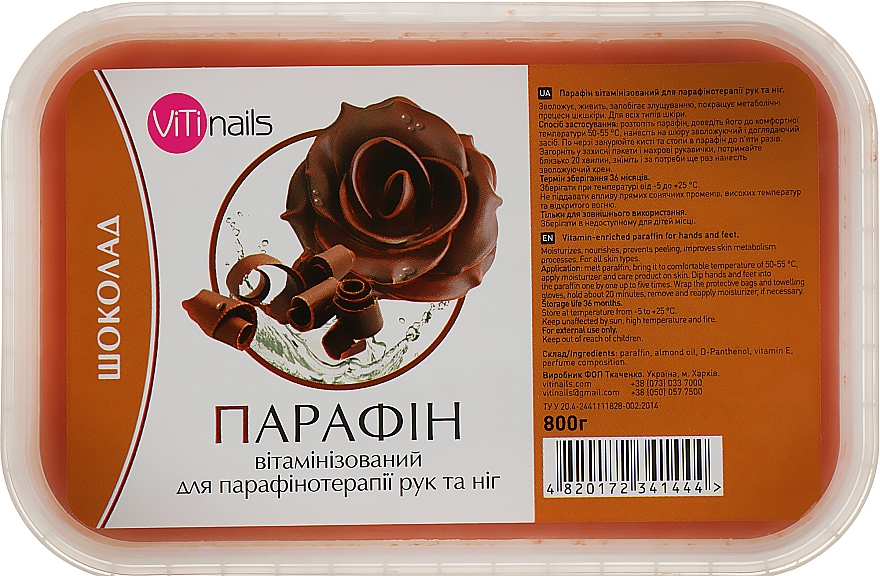 ViTinails
ШОКОЛАД
ПАРАФІН
вітамінізований
для парафінотерапії рук та ніг
UA Парафін вітамінізований для парафінотерапії рук та ніг.
Зволожує, живить, запобігає злущуванню, покращує метаболічні
процеси шкшкіри. Для всіх типів шкіри.
Спосіб застосування: розтопіть парафін, доведіть його до комфортної
температури 50-55 °С, нанесіть на шкіру зволожуючий і доглядаючий
засіб. По черзі занурюйте кисті та стопи в парафін до п'яти разів.
Загорніть у захисні пакети і махрові рукавички, потримайте
близько 20 хвилин, зніміть і за потреби ще раз нанесіть
зволожуючий крем.
Термін зберігання 36 місяців.
Зберігати при температурі від -5 до +25 °С.
Не піддавати впливу прямих сонячних променів, високих температур
та відкритого вогню.
Тільки для зовнішнього використання.
Зберігати в недоступному для дітей місці.
EN Vitamin-enriched paraffin for hands and feet.
Moisturizes, nourishes, prevents peeling, improves skin metabolism
processes. For all skin types.
Application: melt paraffin, bring it to comfortable temperature of 50-55 °C,
apply moisturizer and care product on skin. Dip hands and feet into
the paraffin one by one up to five times. Wrap the protective bags and towelling
gloves, hold about 20 minutes, remove and reapply moisturizer, if necessary.
Storage life 36 months.
Store at temperature from -5 to +25 °C.
Keep unaffected by sun, high temperature and fire.
For external use only.
Keep out of reach of children.
Склад/Ingredients: paraffin, almond oil, D-Panthenol, vitamin E,
perfume composition.
Виробник ФОП Ткаченко. Україна, м. Харків.
vitinails.com +38 (073) 033 7000
vitinails@gmail.com +38 (050) 057 7500
ТУ У 20.4-2441111828-002:2014
800г
4 820172 341444 >